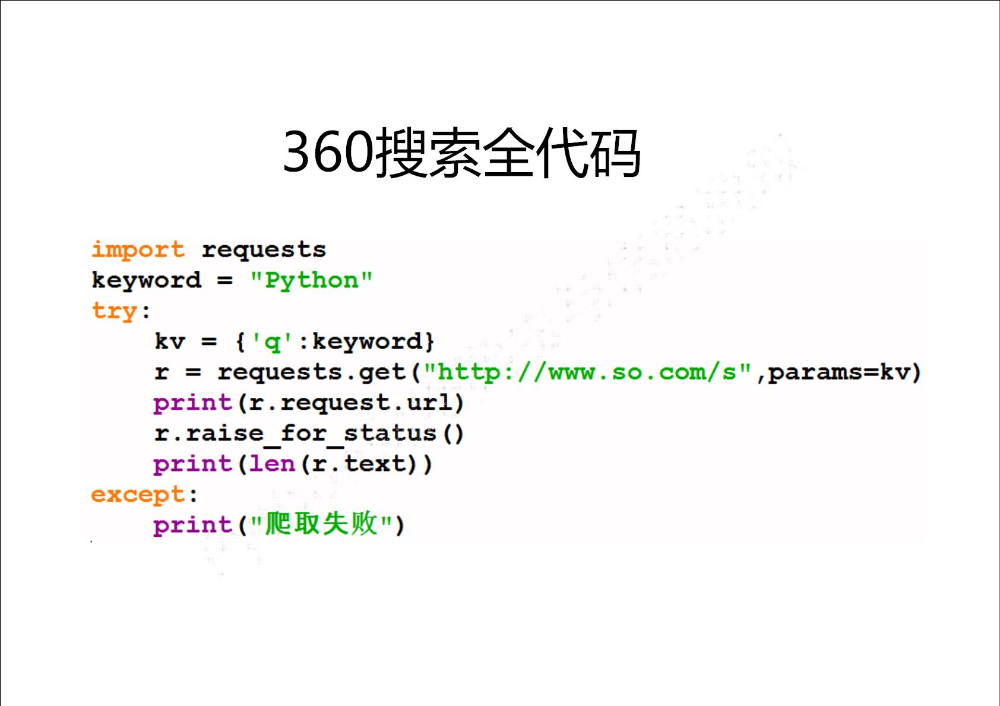 360搜索全代码
import requests
keyword = "Python"
try:
    kv = {'q':keyword}
    r = requests.get("http://www.so.com/s",params=kv)
    print(r.request.url)
    r.raise_for_status()
    print(len(r.text))
except:
    print("爬取失败")